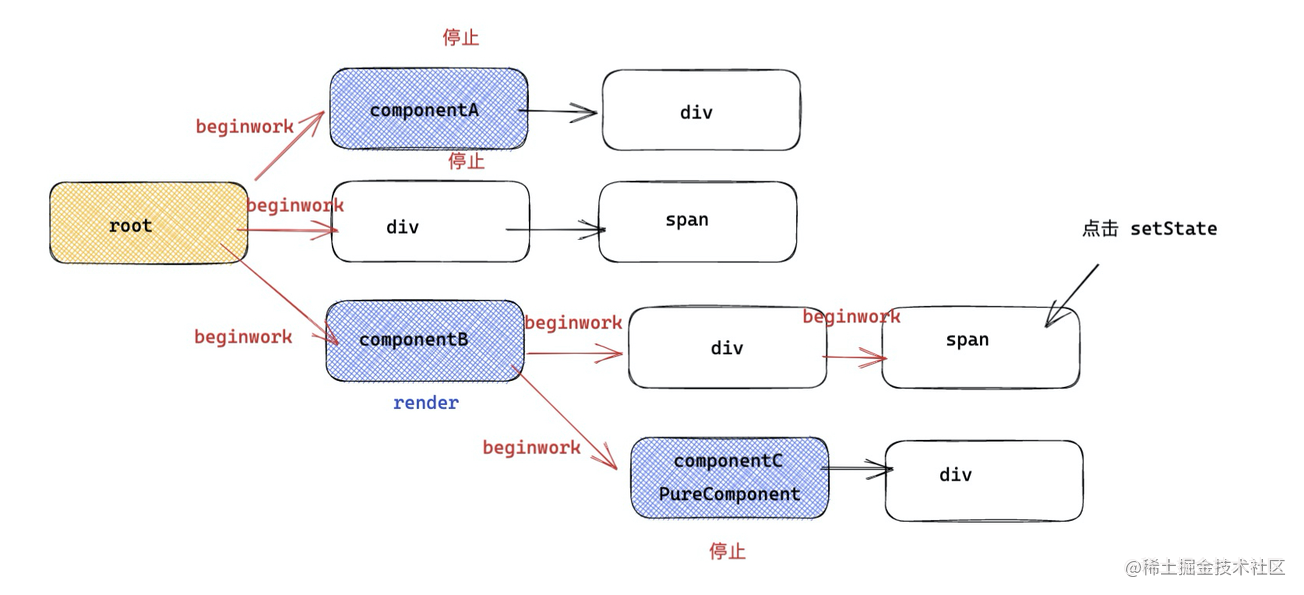 停止
componentA
div
beginwork
停止
beginwork
root
div
span
点击 setState
beginwork
componentB
beginwork
div
beginwork
span
render
beginwork
componentC
PureComponent
div
停止
@稀土掘金技术社区